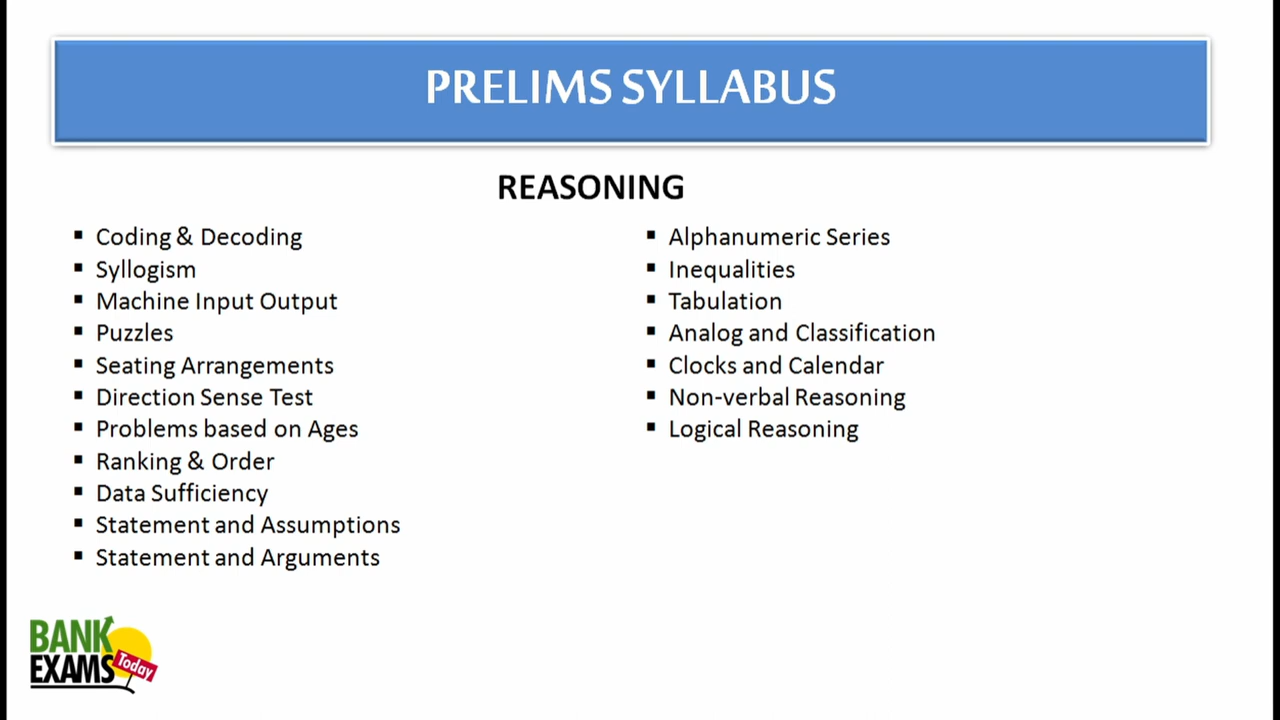 PRELIMS SYLLABUS
REASONING
▪ Coding & Decoding
▪ Syllogism
▪ Machine Input Output
▪ Puzzles
▪ Seating Arrangements
▪ Direction Sense Test
▪ Problems based on Ages
▪ Ranking & Order
▪ Data Sufficiency
▪ Statement and Assumptions
▪ Statement and Arguments
▪ Alphanumeric Series
▪ Inequalities
▪ Tabulation
▪ Analog and Classification
▪ Clocks and Calendar
▪ Non-verbal Reasoning
▪ Logical Reasoning
BANK
EXAMS Today